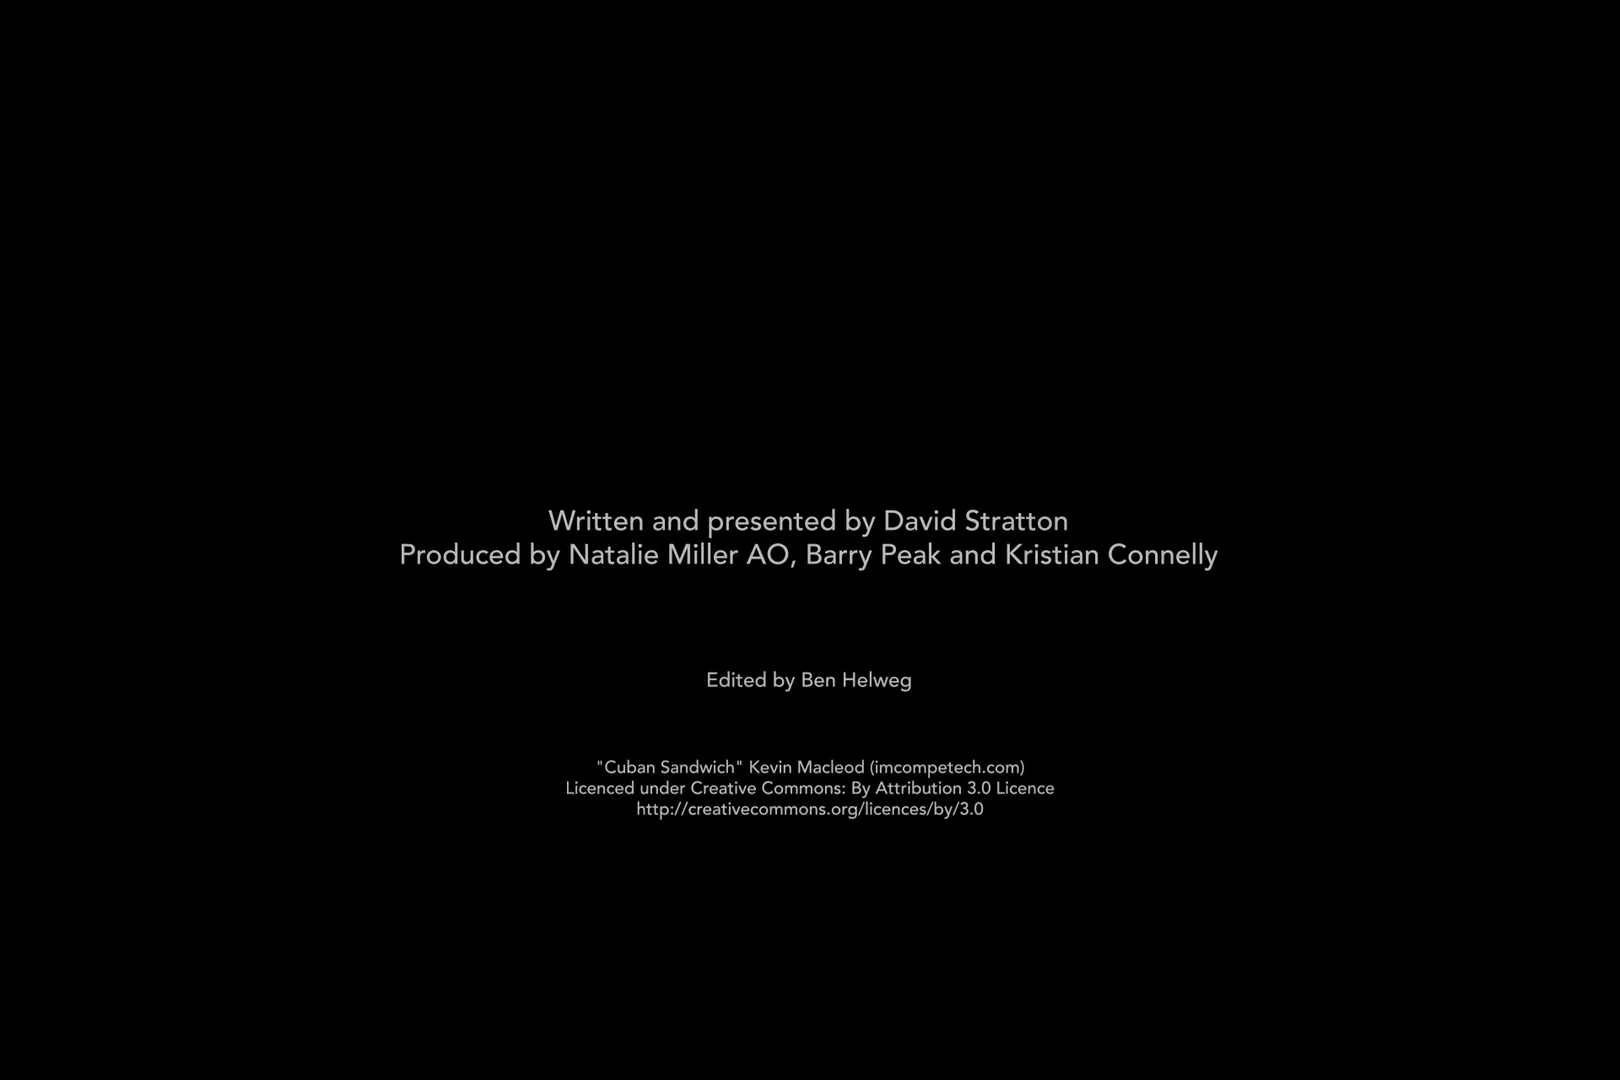 Written and presented by David Stratton
Produced by Natalie Miller AO, Barry Peak and Kristian Connelly
Edited by Ben Helweg
"Cuban Sandwich" Kevin Macleod (imcompetech.com)
Licenced under Creative Commons: By Attribution 3.0 Licence
http://creativecommons.org/licences/by/3.0